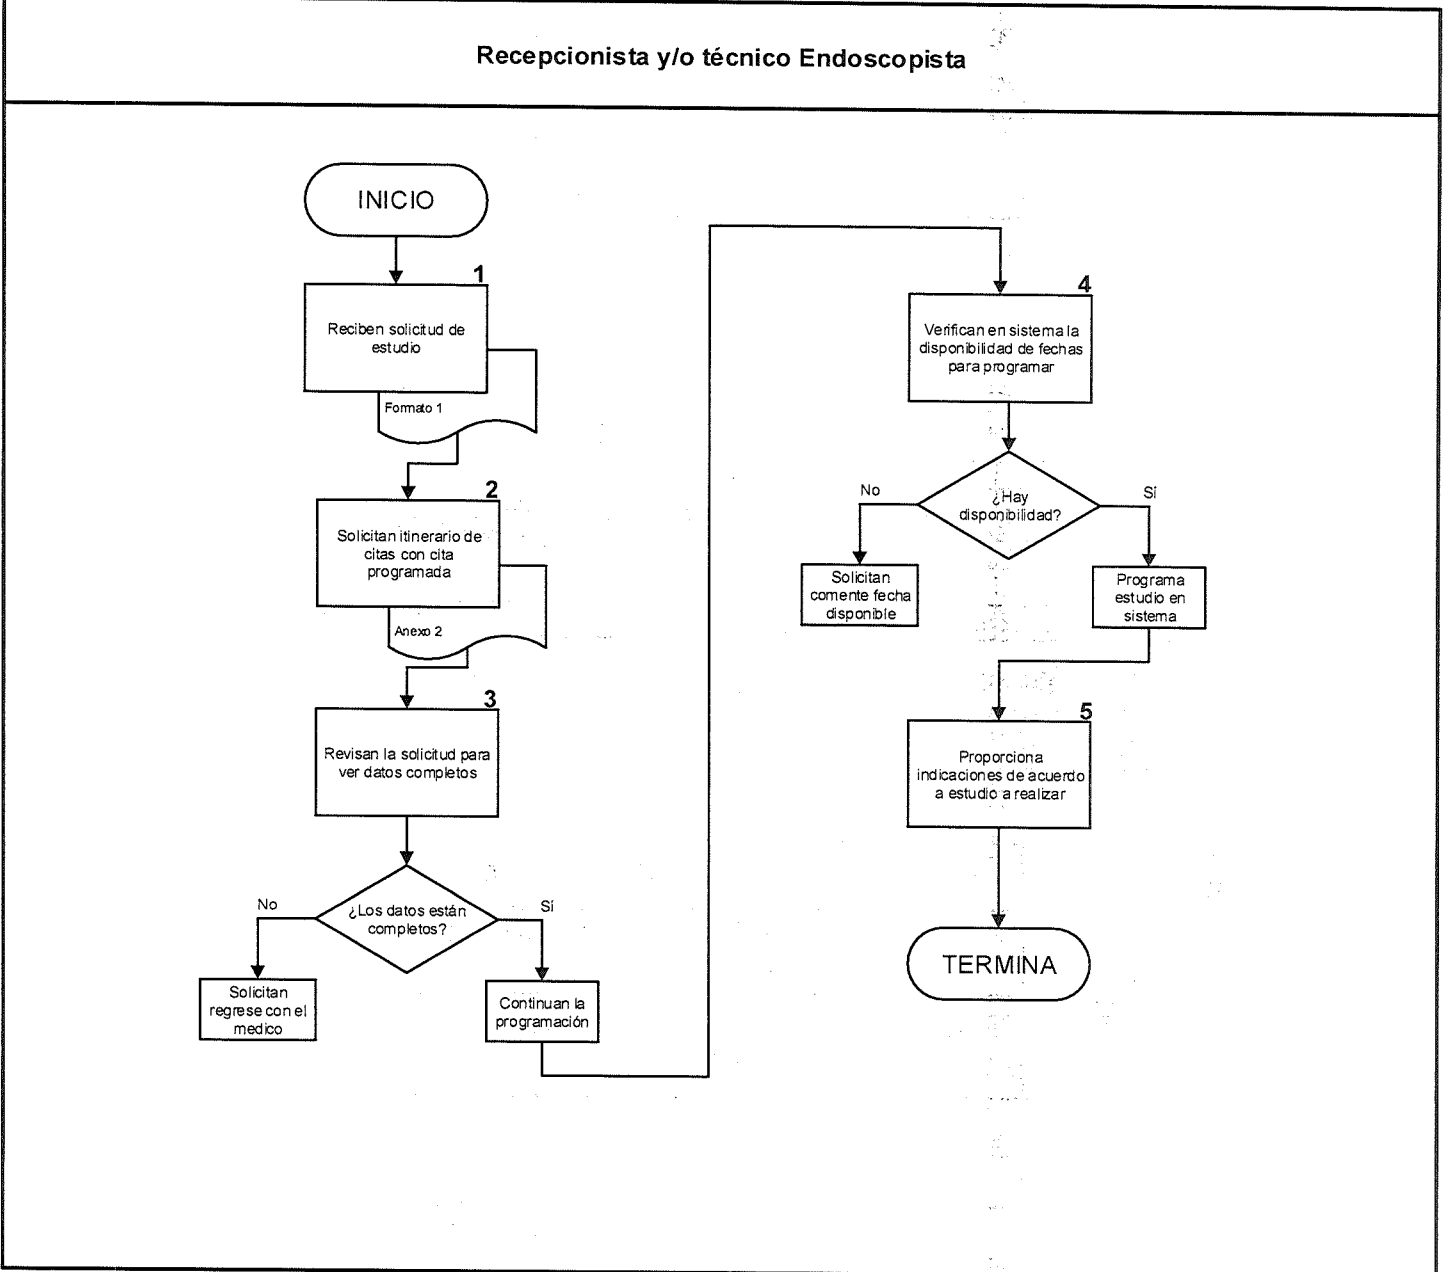 Recepcionista y/o técnico Endoscopista
INICIO
1
Reciben solicitud de
estudio
Formato 1
2
Solicitan itinerario de
citas con cita
programada
Anexo 2
3
Revisan la solicitud para
ver datos completos
¿Los datos están
completos?
No
Sí
Solicitan
regrese con el
medico
Continuan la
programación
4
Verifican en sistema la
disponibilidad de fechas
para programar
¿Hay
disponibilidad?
No
Sí
Solicitan
comente fecha
disponible
Programa
estudio en
sistema
5
Proporciona
indicaciones de acuerdo
a estudio a realizar
TERMINA